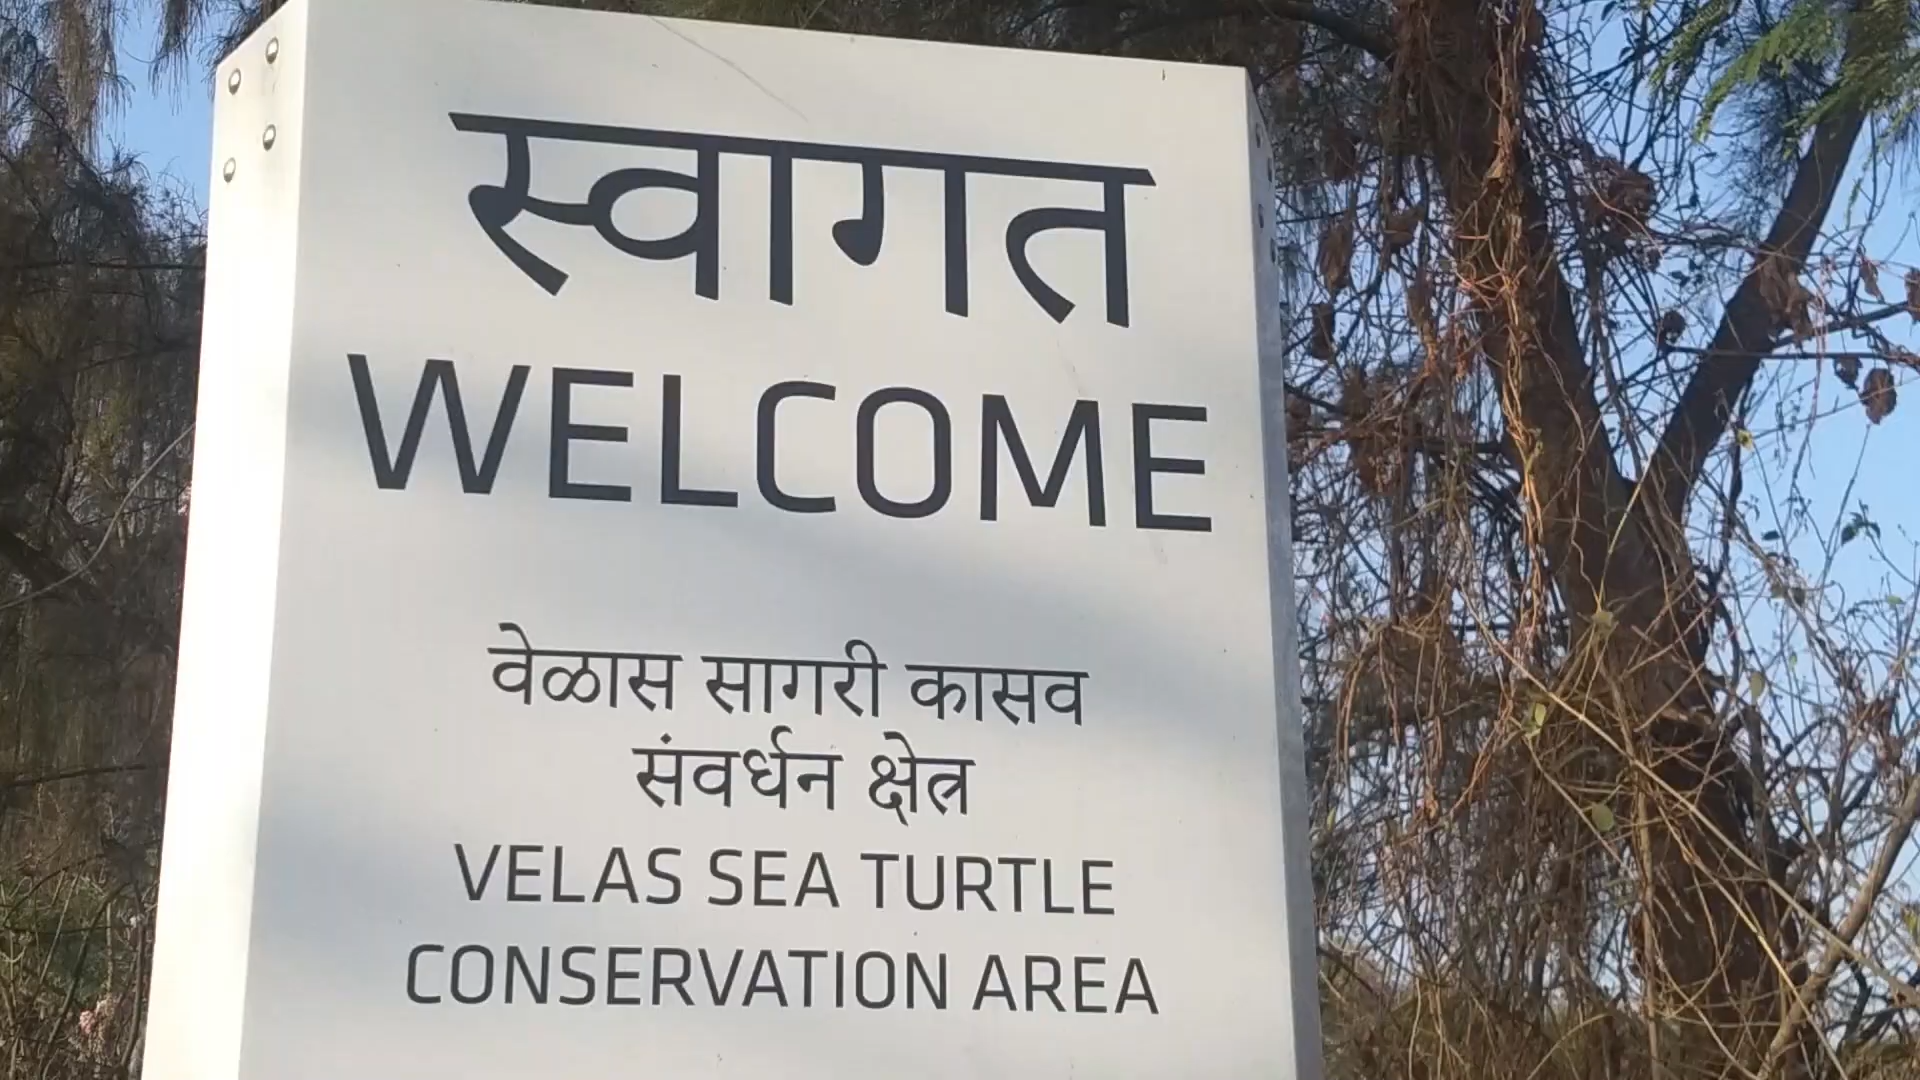 स्वागत
WELCOME
वेळास सागरी कासव
संवर्धन क्षेत्र
VELAS SEA TURTLE
CONSERVATION AREA